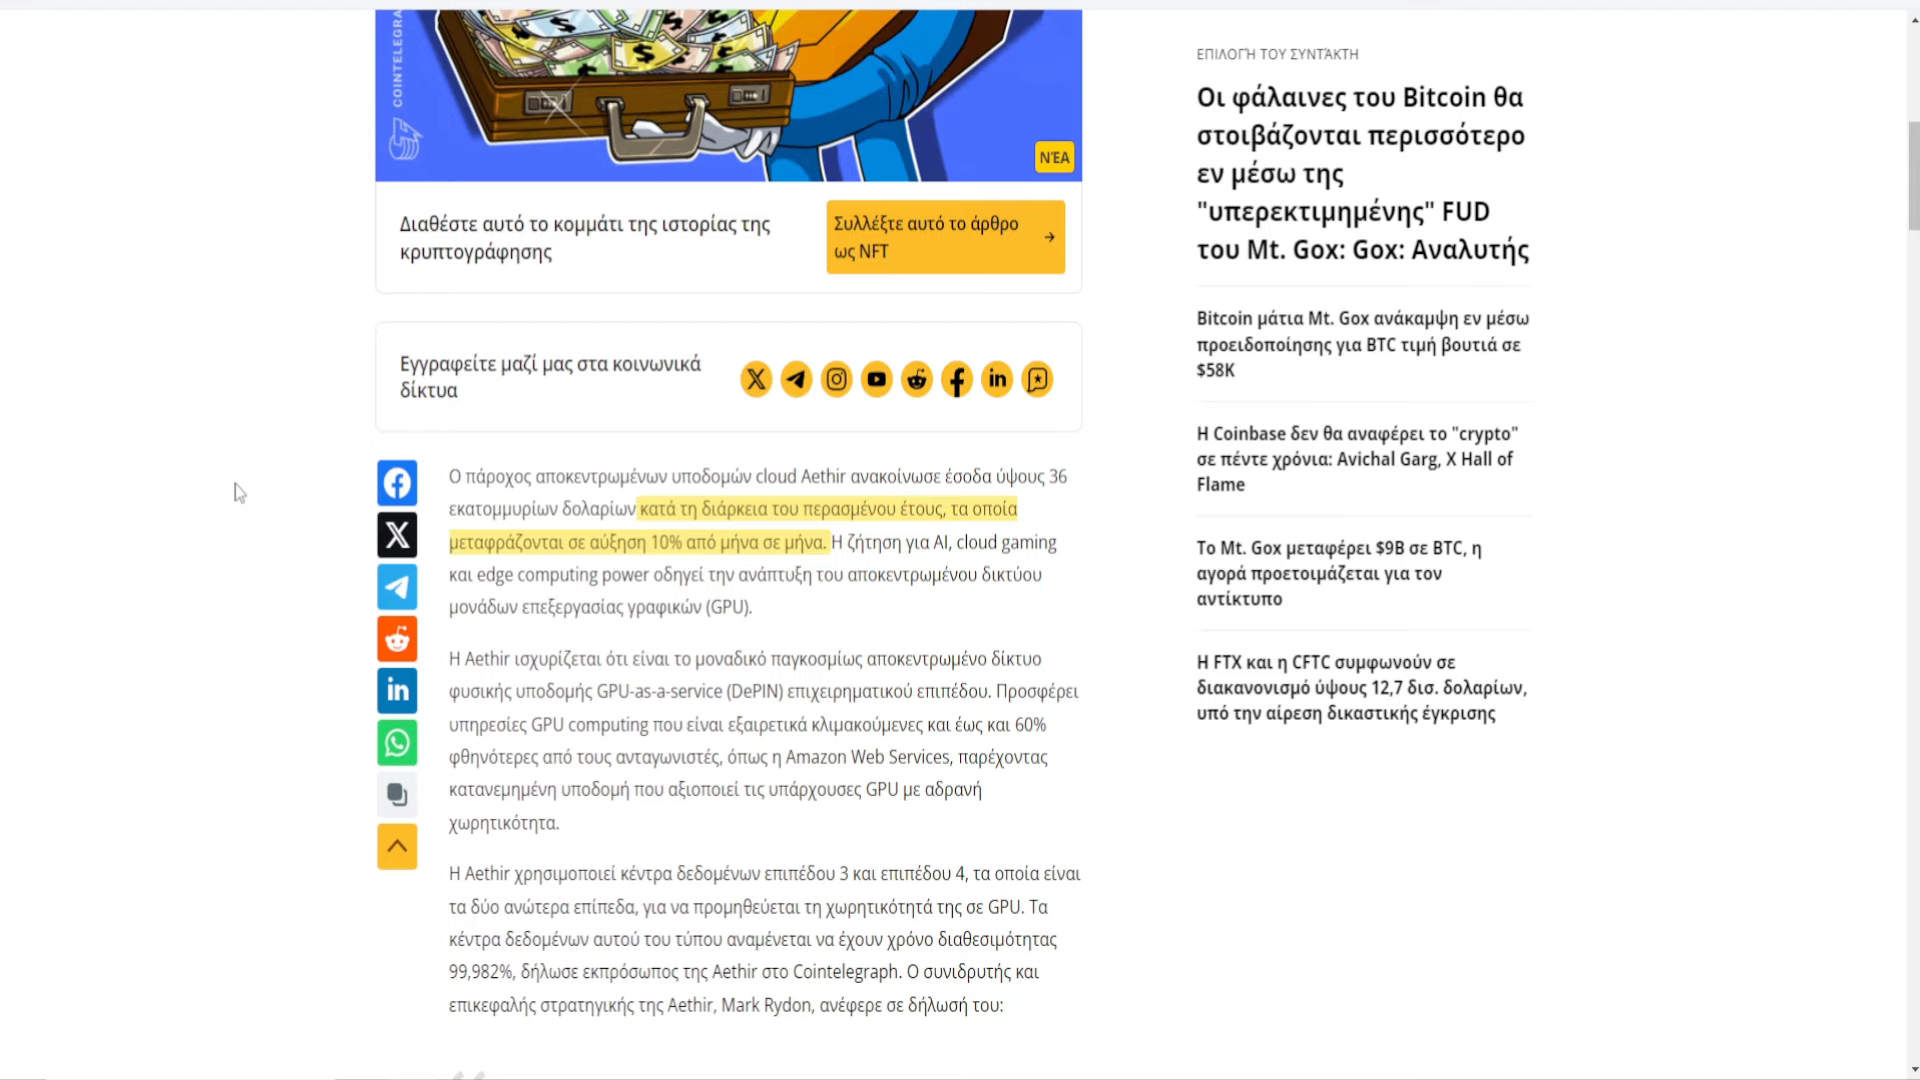 COINTELEGRA
ΝΈΑ
Διαθέστε αυτό το κομμάτι της ιστορίας της
κρυπτογράφησης
Συλλέξτε αυτό το άρθρο
ως NFT
Εγγραφείτε μαζί μας στα κοινωνικά
δίκτυα
Ο πάροχος αποκεντρωμένων υποδομών cloud Aethir ανακοίνωσε έσοδα ύψους 36
εκατομμυρίων δολαρίων κατά τη διάρκεια του περασμένου έτους, τα οποία
μεταφράζονται σε αύξηση 10% από μήνα σε μήνα. Η ζήτηση για AI, cloud gaming
και edge computing power οδηγεί την ανάπτυξη του αποκεντρωμένου δικτύου
μονάδων επεξεργασίας γραφικών (GPU).
Η Aethir ισχυρίζεται ότι είναι το μοναδικό παγκοσμίως αποκεντρωμένο δίκτυο
φυσικής υποδομής GPU-as-a-service (DePIN) επιχειρηματικού επιπέδου. Προσφέρει
υπηρεσίες GPU computing που είναι εξαιρετικά κλιμακούμενες και έως και 60%
φθηνότερες από τους ανταγωνιστές, όπως η Amazon Web Services, παρέχοντας
κατανεμημένη υποδομή που αξιοποιεί τις υπάρχουσες GPU με αδρανή
χωρητικότητα.
Η Aethir χρησιμοποιεί κέντρα δεδομένων επιπέδου 3 και επιπέδου 4, τα οποία είναι
τα δύο ανώτερα επίπεδα, για να προμηθεύεται τη χωρητικότητά της σε GPU. Τα
κέντρα δεδομένων αυτού του τύπου αναμένεται να έχουν χρόνο διαθεσιμότητας
99,982%, δήλωσε εκπρόσωπος της Aethir στο Cointelegraph. Ο συνιδρυτής και
επικεφαλής στρατηγικής της Aethir, Mark Rydon, ανέφερε σε δήλωσή του:
ΕΠΙΛΟΓΉ ΤΟΥ ΣΥΝΤΆΚΤΗ
Οι φάλαινες του Bitcoin θα
στοιβάζονται περισσότερο
εν μέσω της
"υπερεκτιμημένης" FUD
του Mt. Gox: Gox: Αναλυτής
Bitcoin μάτια Mt. Gox ανάκαμψη εν μέσω
προειδοποίησης για BTC τιμή βουτιά σε
$58K
Η Coinbase δεν θα αναφέρει το "crypto"
σε πέντε χρόνια: Avichal Garg, X Hall of
Flame
Το Mt. Gox μεταφέρει $9B σε BTC, η
αγορά προετοιμάζεται για τον
αντίκτυπο
Η FTX και η CFTC συμφωνούν σε
διακανονισμό ύψους 12,7 δισ. δολαρίων,
υπό την αίρεση δικαστικής έγκρισης